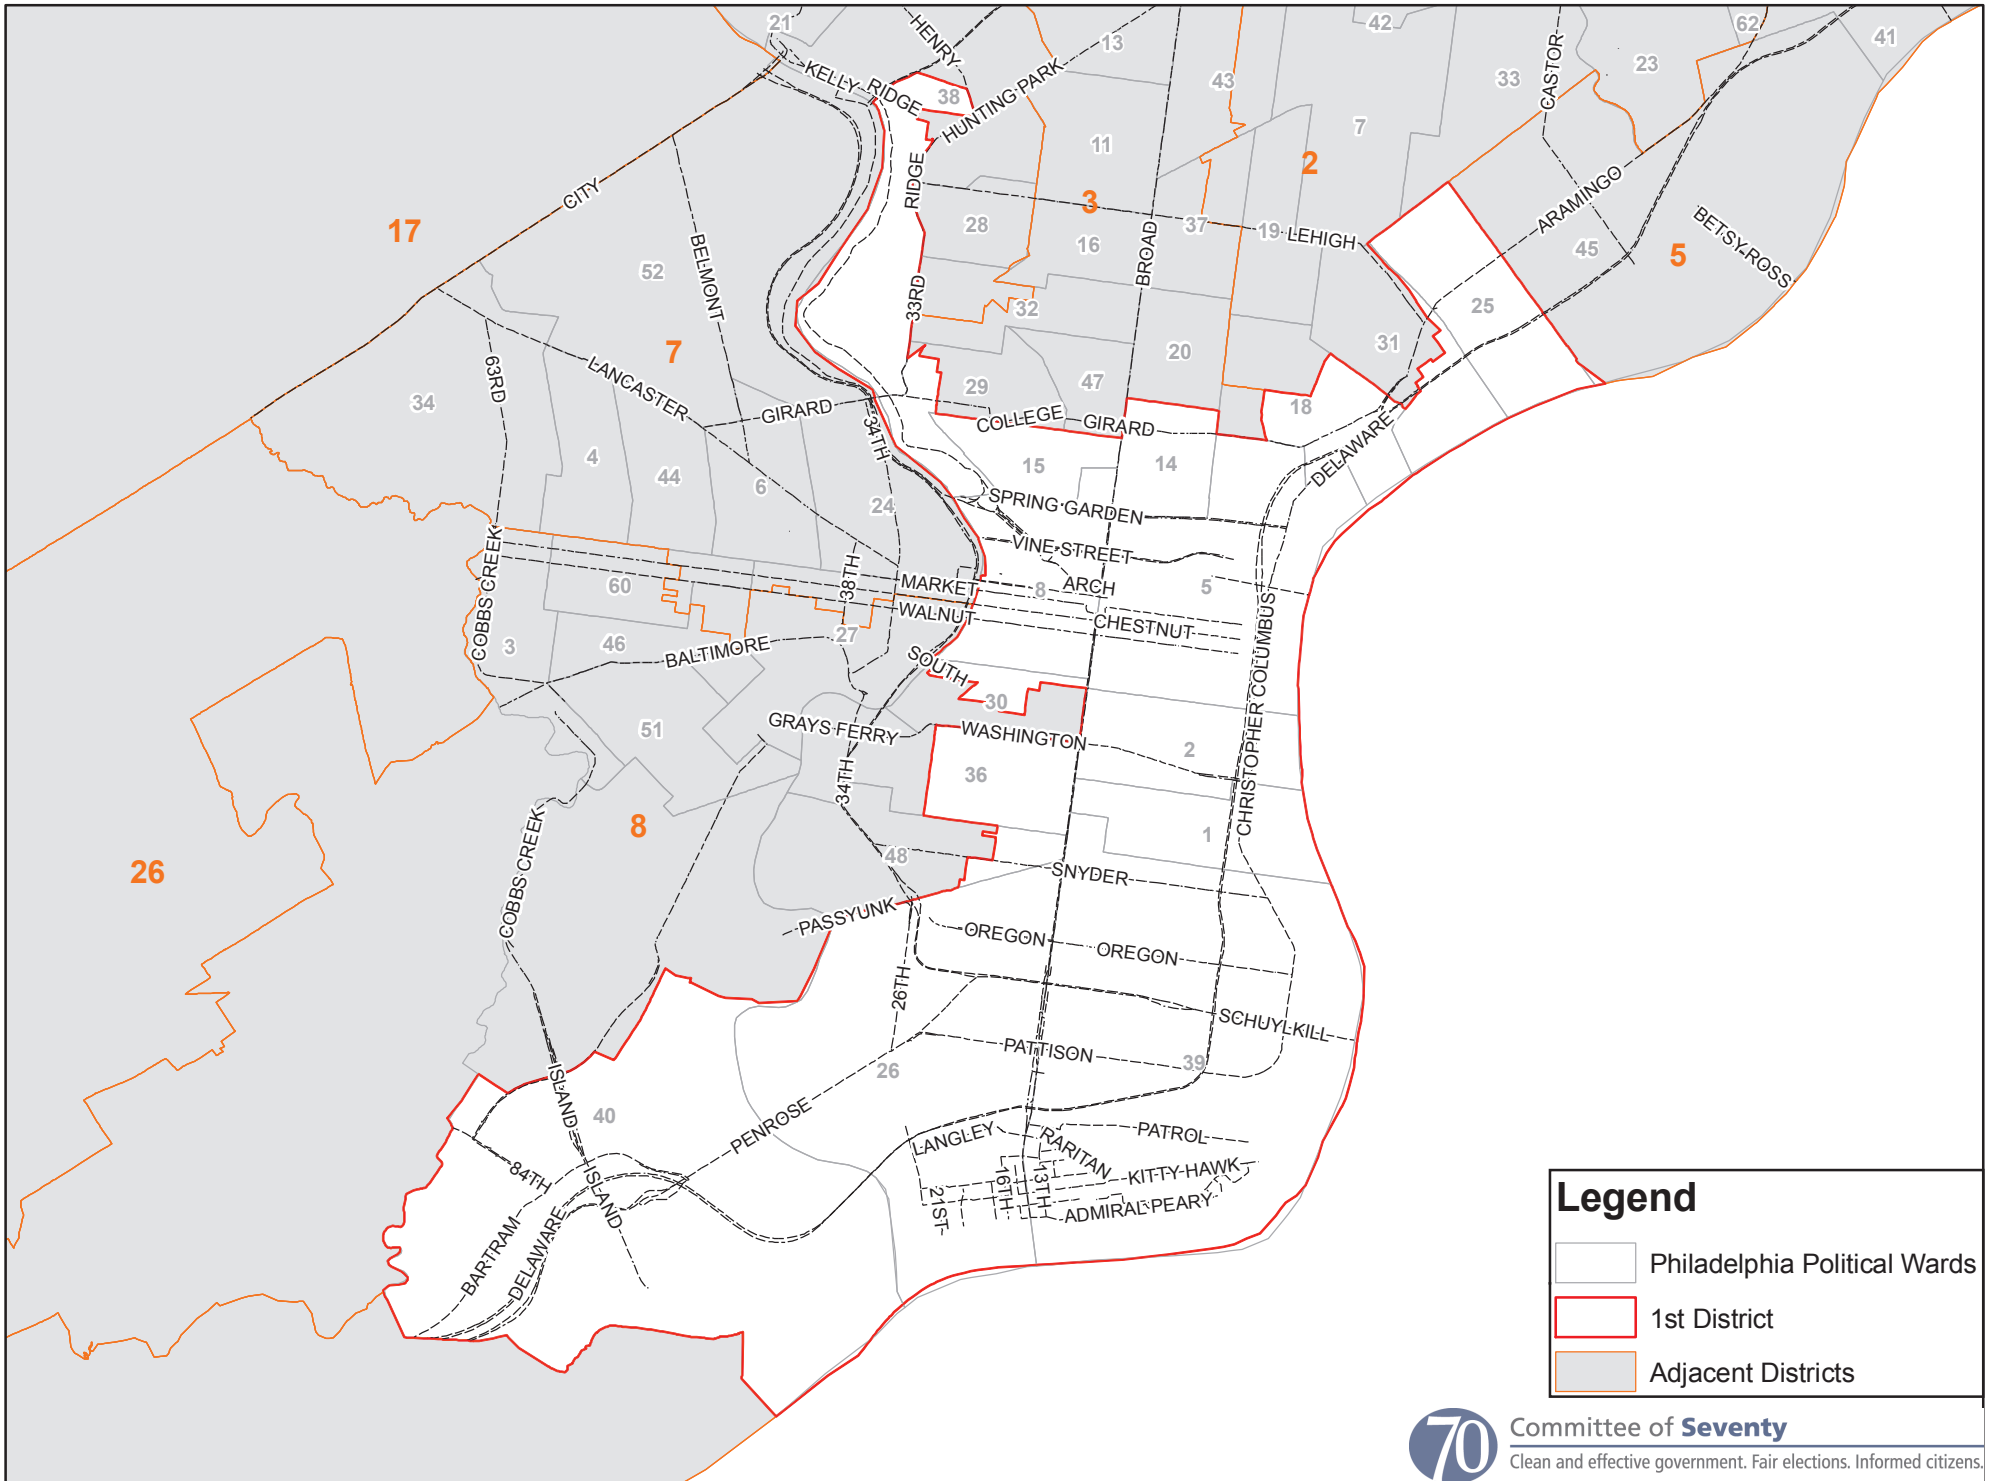 21
HENRY
42
62
41
13
KELLY
RIDGE
38
HUNTING PARK
43
33
CASTOR
23
11
7
2
3
17
CITY
RIDGE
28
16
37
19
LEHIGH
ARAMINGO
45
BETSY ROSS
5
BELMONT
52
BROAD
33RD
32
25
7
63RD
LANCASTER
34
GIRARD
34TH
29
47
20
31
18
COLLEGE
GIRARD
DELAWARE
4
44
6
24
15
14
SPRING GARDEN
VINE STREET
COBBS CREEK
38TH
60
MARKET
8
ARCH
5
WALNUT
CHESTNUT
3
46
BALTIMORE
27
SOUTH
30
CHRISTOPHER COLUMBUS
51
GRAYS FERRY
WASHINGTON
2
34TH
36
8
1
26
COBBS CREEK
48
SNYDER
PASSYUNK
OREGON
OREGON
26TH
SCHUYLKILL
PATTISON
39
26
ISLAND
40
PENROSE
LANGLEY
RARITAN
PATROL
84TH
ISLAND
21ST
16TH
13TH
KITTY HAWK
ADMIRAL PEARY
BARTRAM
DELAWARE
Legend
Philadelphia Political Wards
1st District
Adjacent Districts
70
Committee of Seventy
Clean and effective government. Fair elections. Informed citizens.